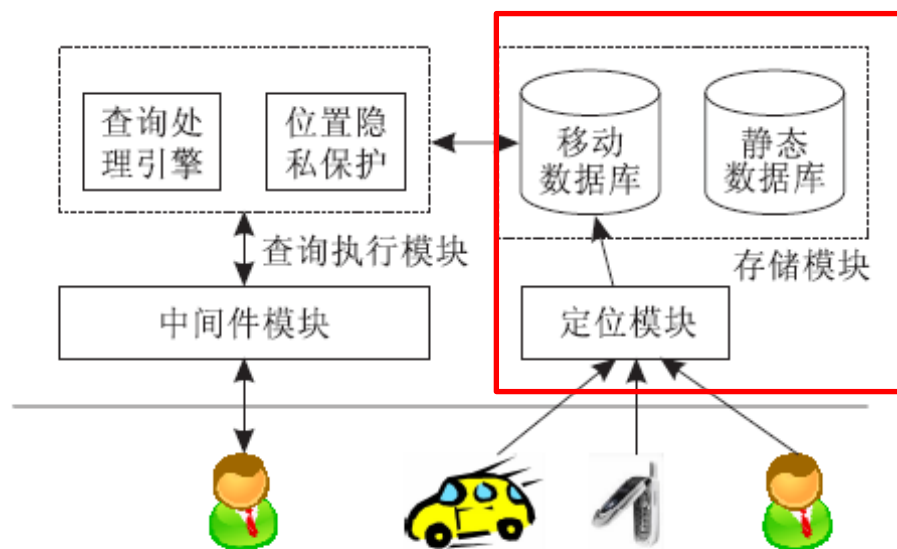 查询处
理引擎
位置隐
私保护
移动
数据库
静态
数据库
查询执行模块
存储模块
中间件模块
定位模块